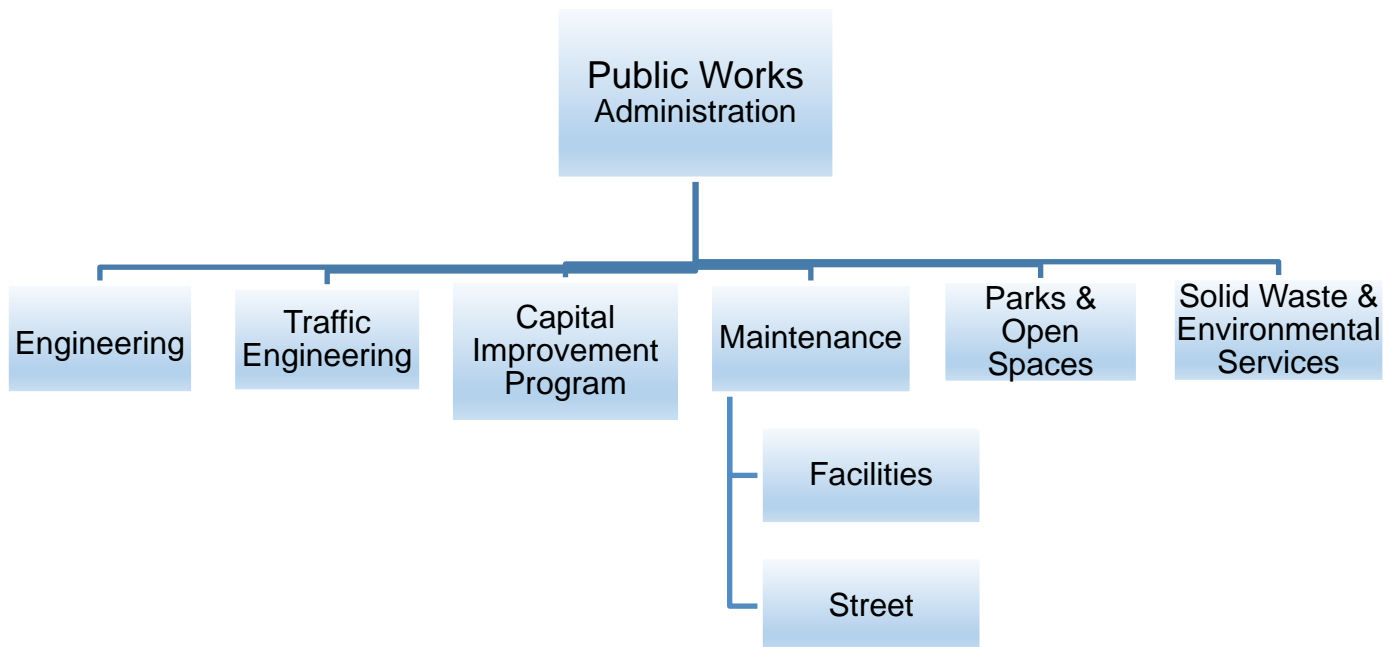 Public Works
Administration
Engineering
Traffic
Engineering
Capital
Improvement
Program
Maintenance
Parks &
Open
Spaces
Solid Waste &
Environmental
Services
Facilities
Street